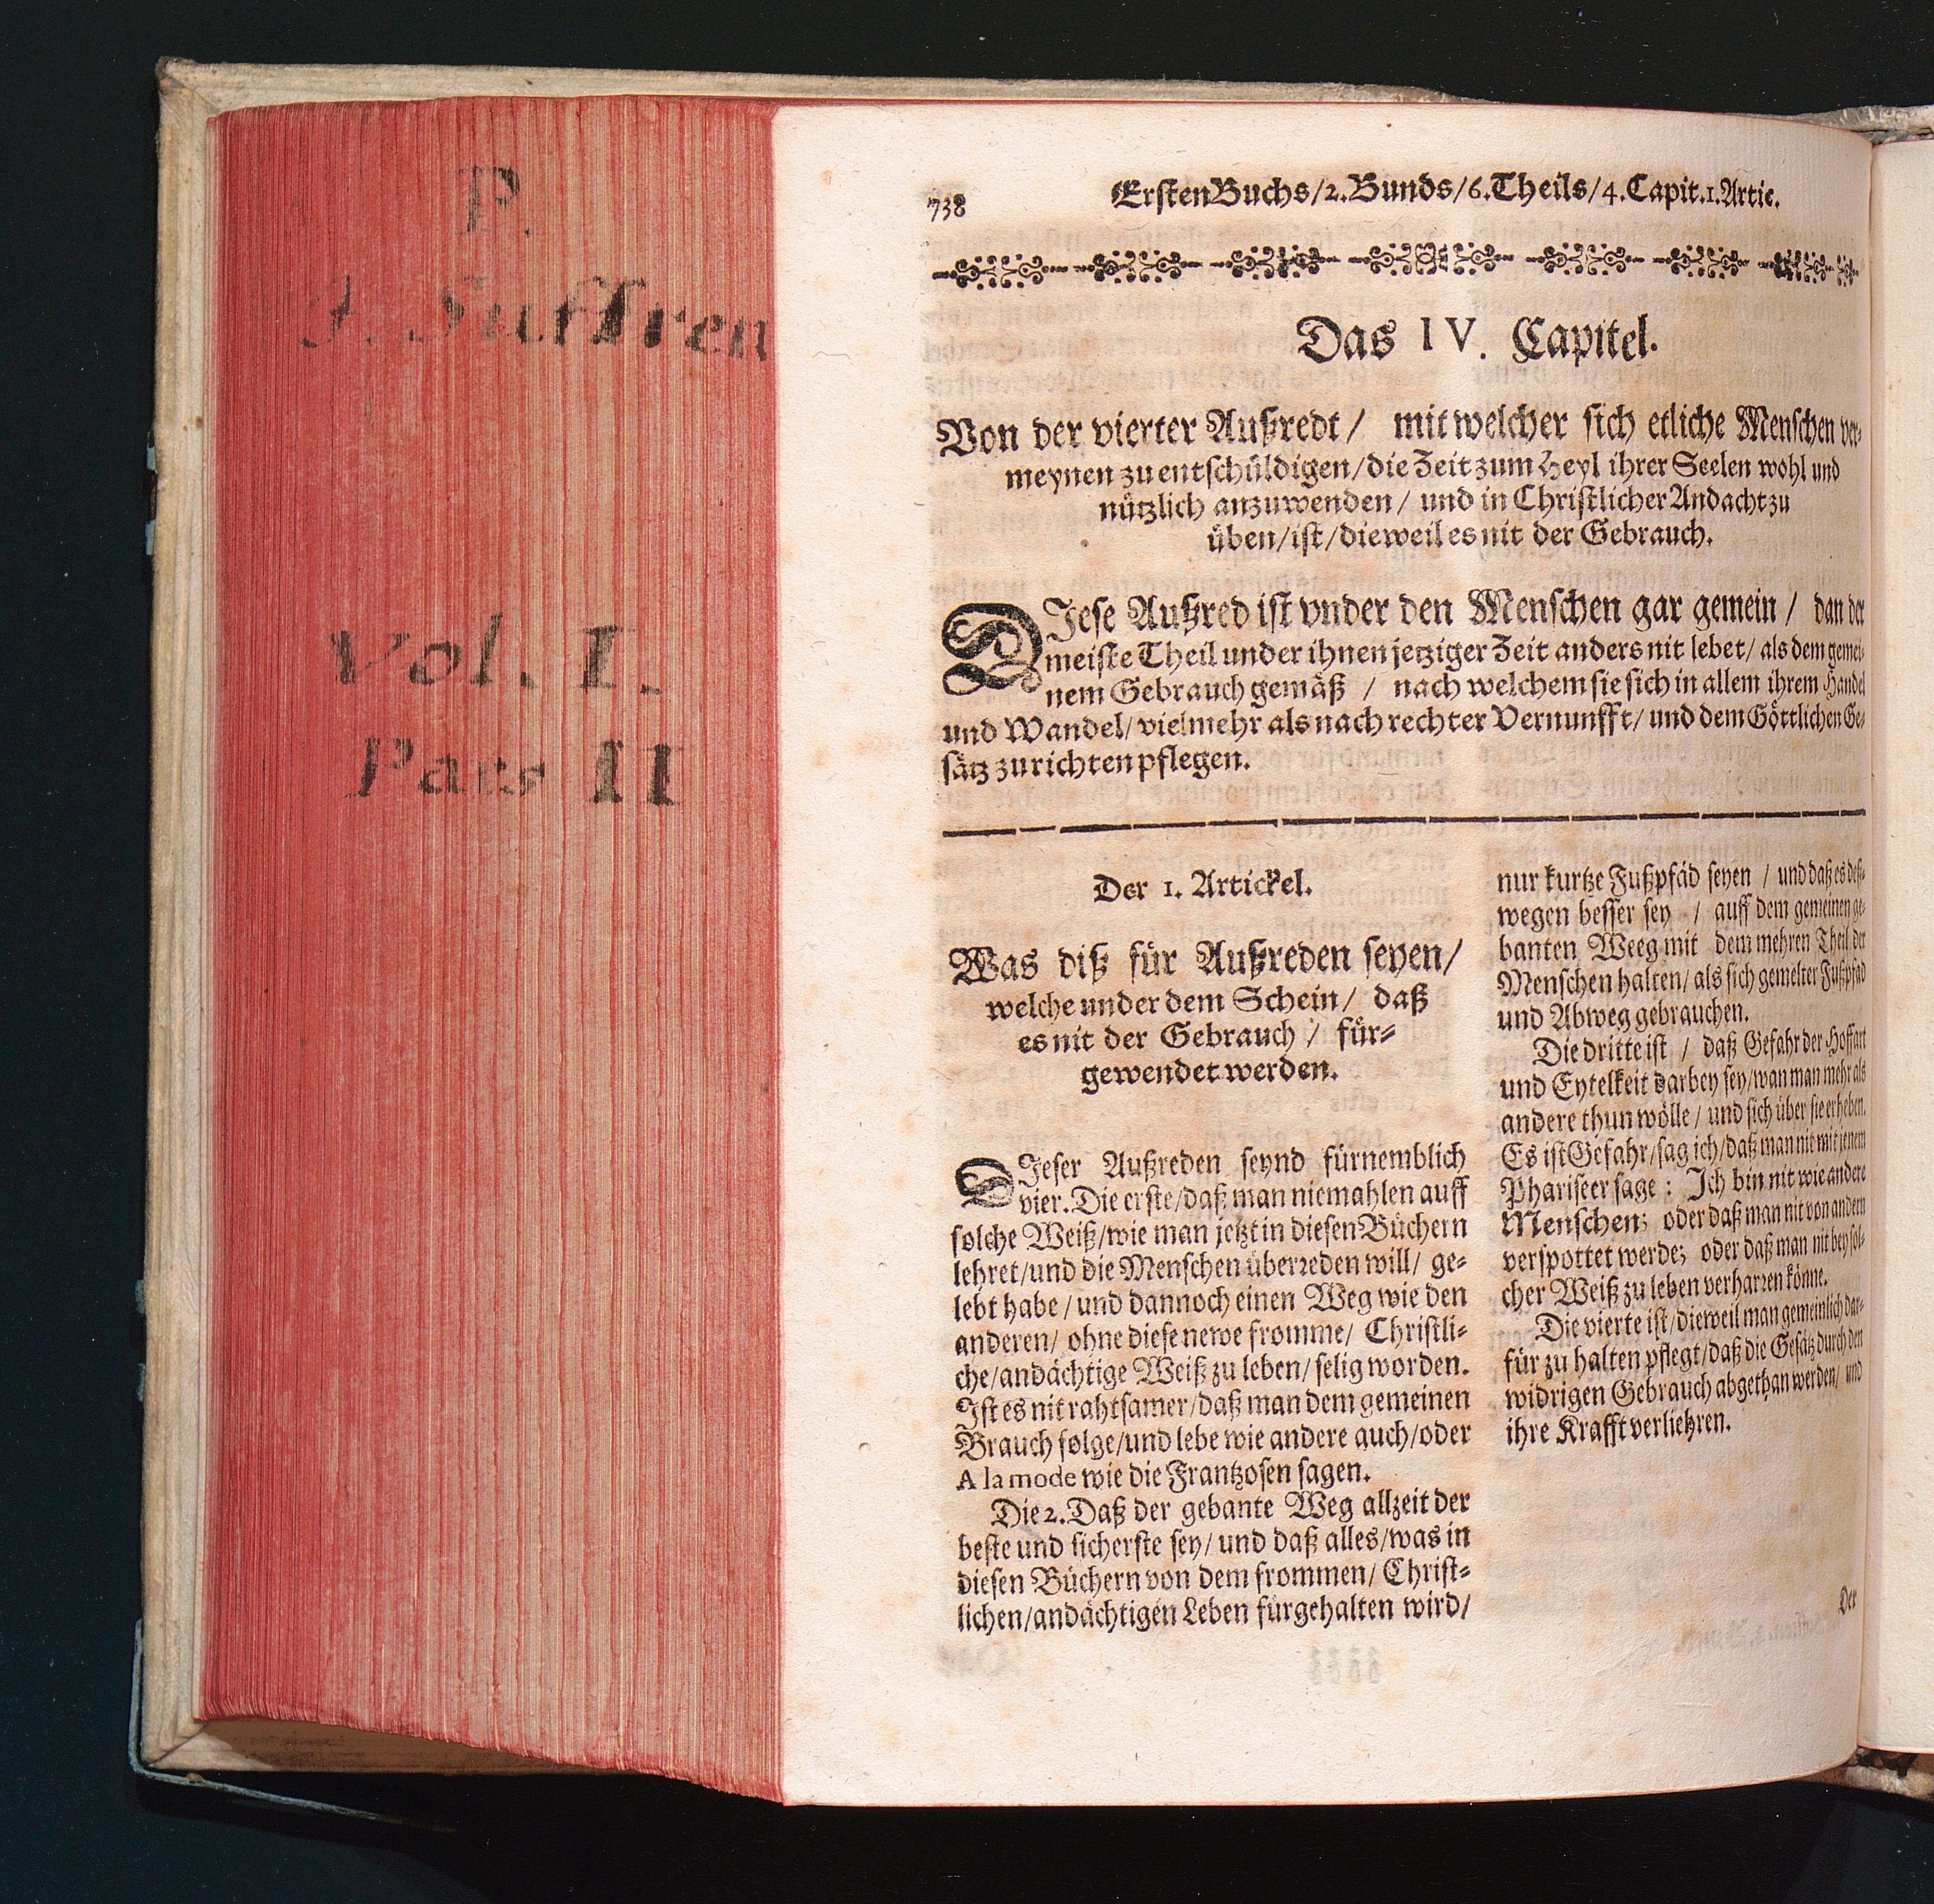 P.
J. Suffren
Vol. I.
Pars II
738
Ersten Buchs/2. Bunds/6. Theils/4. Capit. 1. Artic.
Das IV. Capitel.
Von der vierter Außredt / mit welcher sich etliche Menschen ver-
meynen zu entschüldigen/die Zeit zum Heyl ihrer Seelen wohl und
nützlich anzuwenden / und in Christlicher Andacht zu
üben/ist/dieweil es nit der Gebrauch.
DIese Außred ist vnder den Menschen gar gemein / dan der
meiste Theil under ihnen jetziger Zeit anders nit lebet/ als dem gemei-
nem Gebrauch gemäß / nach welchem sie sich in allem ihrem Handel
und Wandel/ vielmehr als nach rechter Vernunfft/ und dem Göttlichen Ge-
sätz zu richten pflegen.
Der 1. Artickel.
Was diß für Außreden seyen/
welche under dem Schein/ daß
es nit der Gebrauch / für-
gewendet werden.
DIeser Außreden seynd fürnemblich
vier. Die erste/daß man niemahlen auff
solche Weiß/wie man jetzt in diesen Büchern
lehret/und die Menschen überreden will/ ge-
lebt habe / und dannoch einen Weg wie den
anderen/ ohne diese newe fromme/ Christli-
che/andächtige Weiß zu leben/ selig worden.
Ist es nit rahtsamer/daß man dem gemeinen
Brauch folge/und lebe wie andere auch/oder
A la mode wie die Frantzosen sagen.
Die 2. Daß der gebante Weg allzeit der
beste und sicherste sey/ und daß alles/was in
diesen Büchern von dem frommen/ Christ-
lichen/andächtigen Leben fürgehalten wird/
nur kurtze Fußpfäd seyen / und daß es deß-
wegen besser sey / auff dem gemeinen ge-
banten Weeg mit dem mehren Theil der
Menschen halten/ als sich gemelter Fußpfäd
und Abweg gebrauchen.
Die dritte ist / daß Gefahr der Hoffart
und Eytelkeit darbey sey/wan man mehr als
andere thun wölle / und sich über sie erheben.
Es ist Gefahr/sag ich/daß man nit mit jenem
Phariseer sage : Ich bin nit wie andere
Menschen; oder daß man nit von andern
verspottet werde; oder daß man nit bey sol-
cher Weiß zu leben verharren könne.
Die vierte ist/dieweil man gemeinlich dar-
für zu halten pflegt/daß die Gesätz durch den
widrigen Gebrauch abgethan werden/ und
ihre Krafft verliehren.
Der